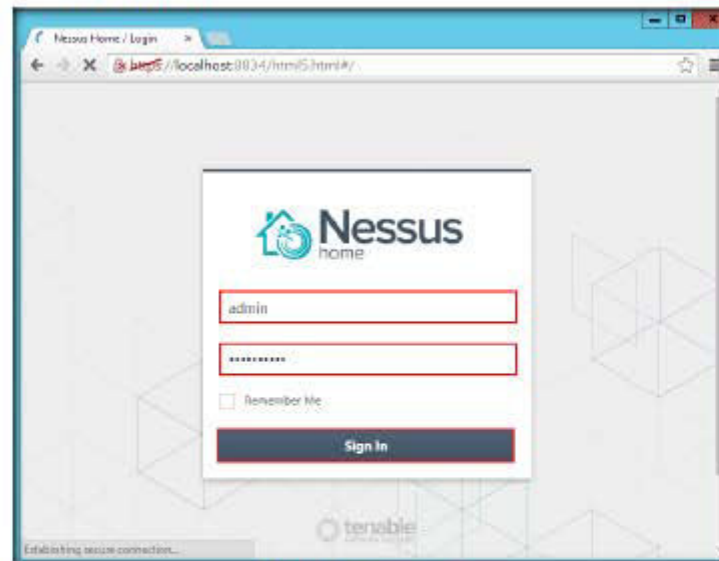 Nessus Home / Login
https://localhost:8834/html5.html#/
Nessus
home
admin
Remember Me
Sign In
tenable
Establishing secure connection...